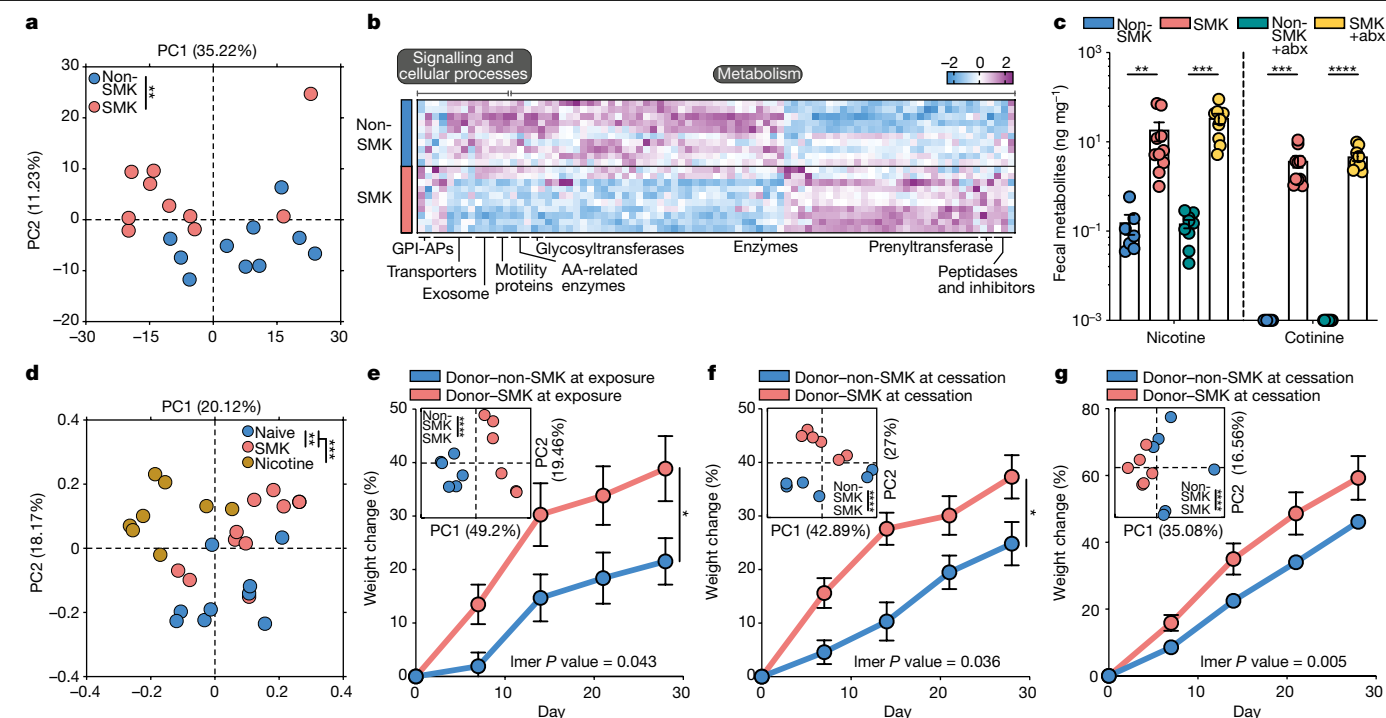 a
PC1 (35.22%)
30
20
10
0
–10
–20
–30
–15
0
15
30
PC2 (11.23%)
Non-
SMK
SMK
**
b
Signalling and
cellular processes
Metabolism
–2
0
2
Non-
SMK
SMK
GPI-APs
Transporters
Exosome
Motility
proteins
Glycosyltransferases
AA-related
enzymes
Enzymes
Prenyltransferase
Peptidases
and inhibitors
c
Non-
SMK
SMK
Non-
SMK
+abx
SMK
+abx
Fecal metabolites (ng mg⁻¹)
10³
10¹
10⁻¹
10⁻³
**
***
***
****
Nicotine
Cotinine
d
PC1 (20.12%)
0.4
0.2
0
–0.2
–0.4
–0.4
–0.2
0
0.2
0.4
PC2 (18.17%)
Naive
SMK
Nicotine
**
***
e
Donor–non-SMK at exposure
Donor–SMK at exposure
Weight change (%)
50
40
30
20
10
0
Non-
SMK
SMK
****
PC2
(19.46%)
PC1 (49.2%)
*
lmer P value = 0.043
0
10
20
30
Day
f
Donor–non-SMK at cessation
Donor–SMK at cessation
Weight change (%)
50
40
30
20
10
0
Non-
SMK
SMK
****
PC2 (27%)
PC1 (42.89%)
*
lmer P value = 0.036
0
10
20
30
Day
g
Donor–non-SMK at cessation
Donor–SMK at cessation
Weight change (%)
80
60
40
20
0
Non-
SMK
SMK
****
PC2 (16.56%)
PC1 (35.08%)
lmer P value = 0.005
0
10
20
30
Day